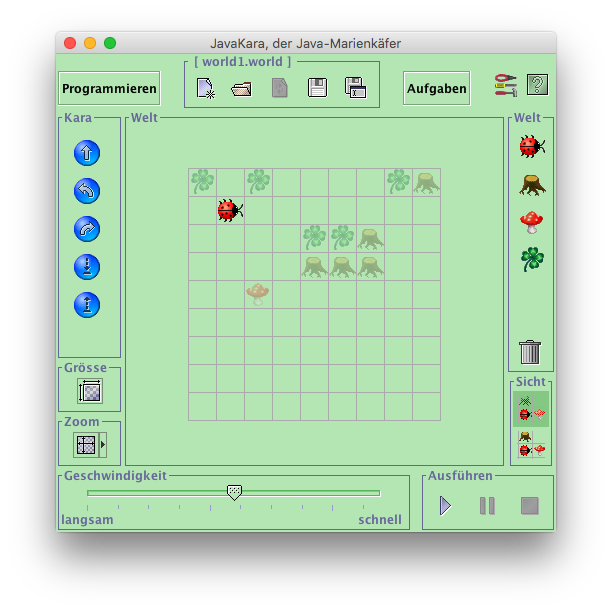 JavaKara, der Java-Marienkäfer
Programmieren
[ world1.world ]
Aufgaben
Kara
Welt
Welt
Grösse
Zoom
Sicht
Geschwindigkeit
langsam
schnell
Ausführen